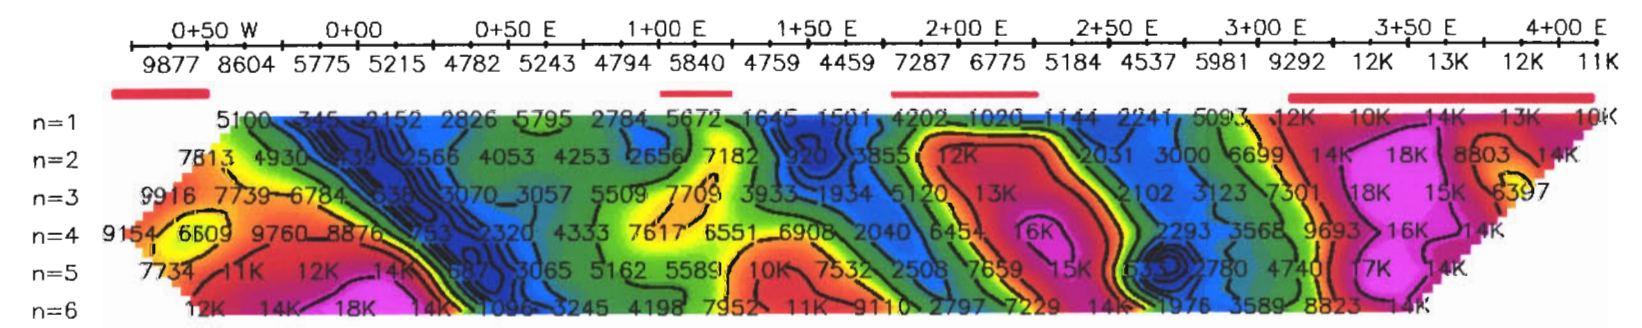 0+50 W 0+00 0+50 E 1+00 E 1+50 E 2+00 E 2+50 E 3+00 E 3+50 E 4+00 E
9877 8604 5775 5215 4782 5243 4794 5840 4759 4459 7287 6775 5184 4537 5981 9292 12K 13K 12K 11K
n=1 5100 345 2152 2826 5795 2784 5672 1645 1501 4202 1020 1144 2241 5093 12K 10K 14K 13K 10K
n=2 7813 4930 439 2566 4053 4253 2656 7182 920 3855 12K 2031 3000 6699 14K 18K 8803 14K
n=3 9916 7739 6784 3070 3057 5509 7709 3933 1934 5120 13K 2102 3123 7301 18K 15K 6397
n=4 9154 6609 9760 8876 753 2320 4333 7617 6551 6908 2040 6454 16K 2293 3568 9693 16K 14K
n=5 7734 11K 12K 14K 687 3065 5162 5589 10K 7532 2508 7659 15K 2780 4740 17K 14K
n=6 12K 14K 18K 14K 1096 3245 4198 7952 11K 9110 2797 7229 14K 1976 3589 8823 14K